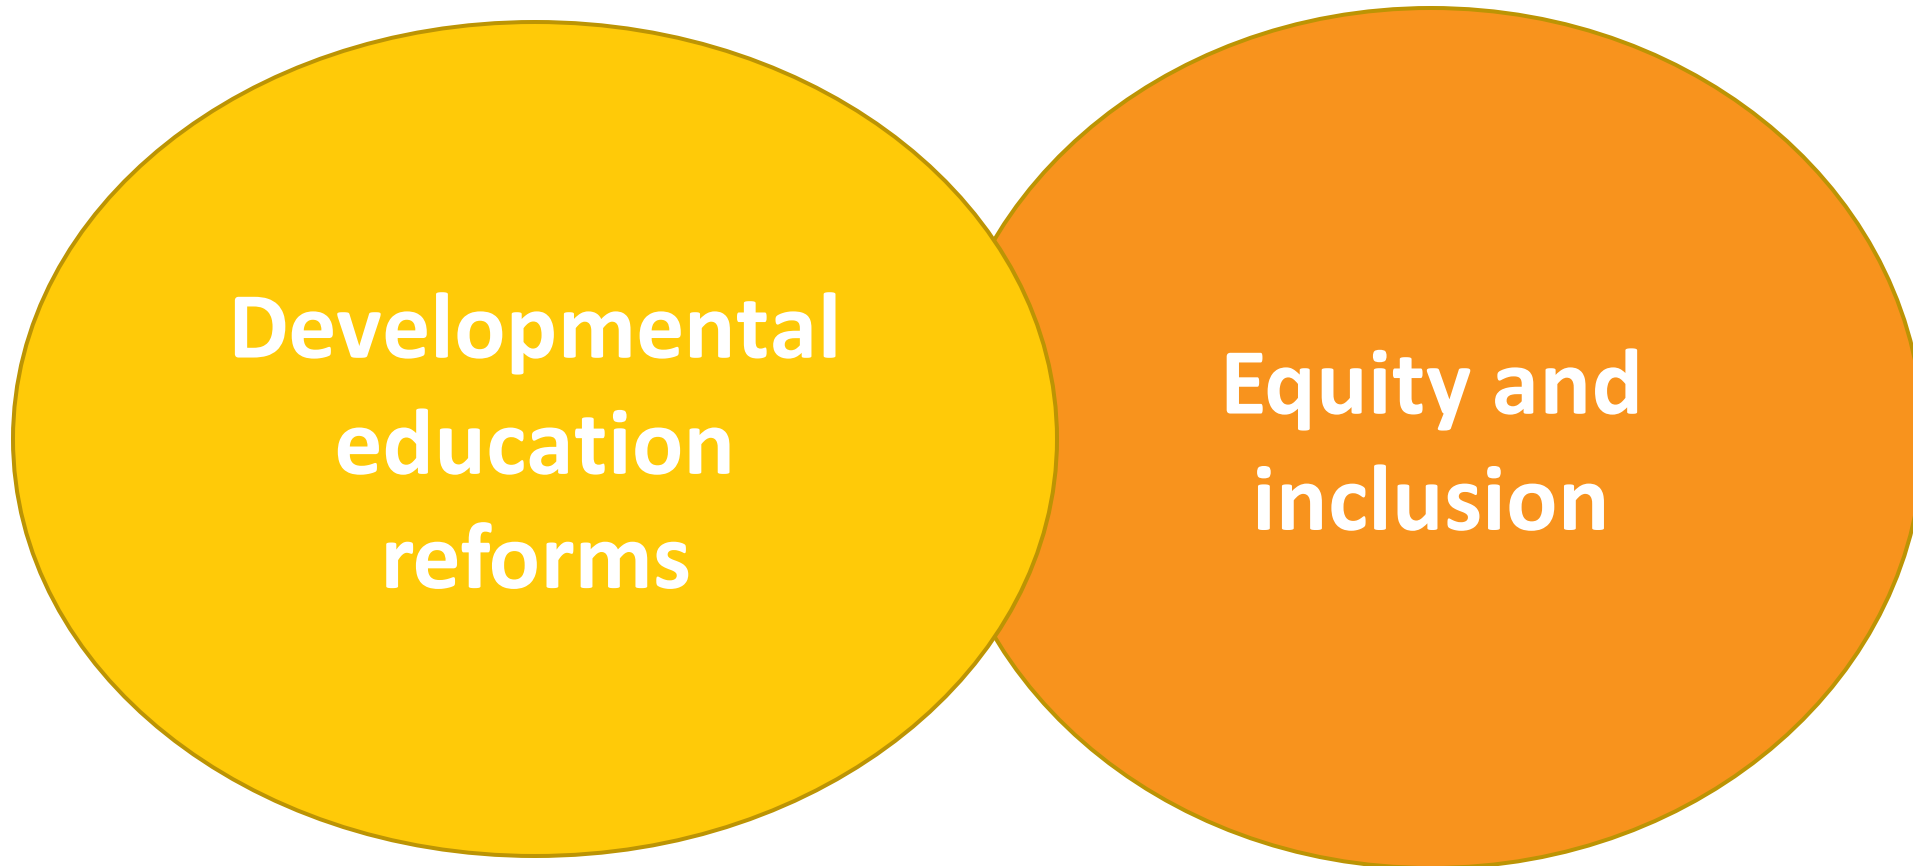 Developmental
education
reforms
Equity and
inclusion